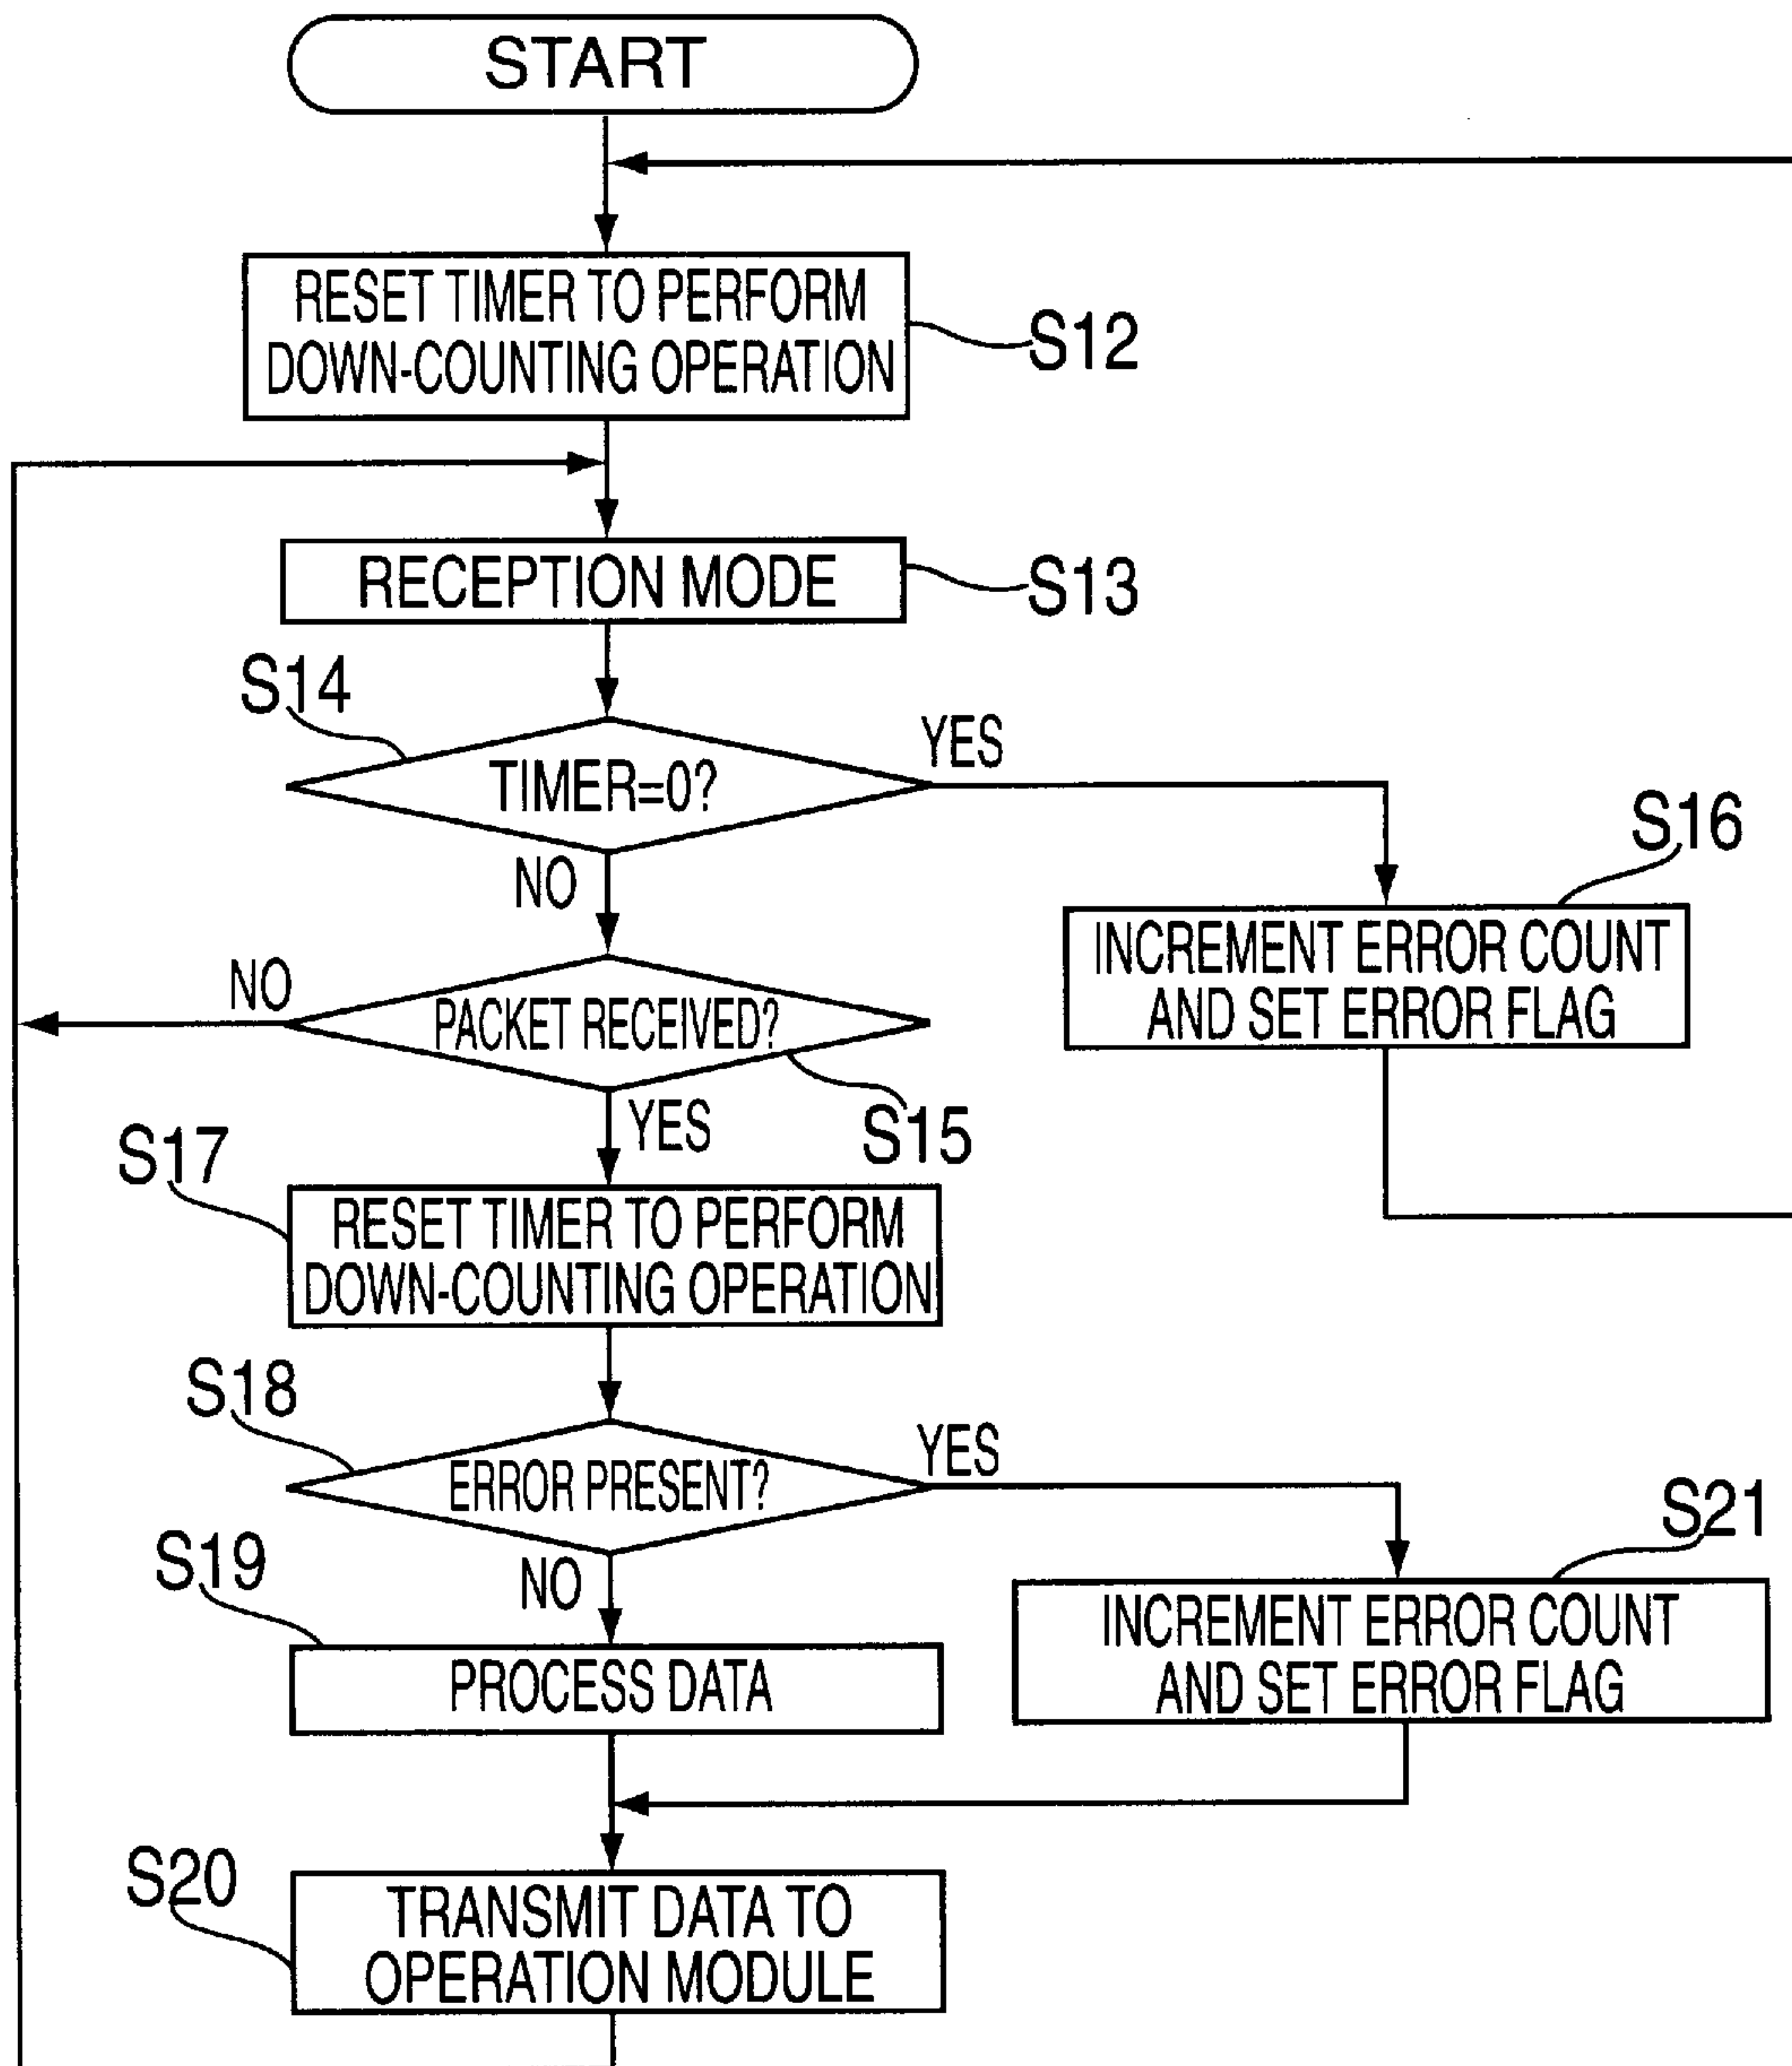 START
RESET TIMER TO PERFORM
DOWN-COUNTING OPERATION
S12
RECEPTION MODE
S13
S14
TIMER=0?
YES
NO
S16
INCREMENT ERROR COUNT
AND SET ERROR FLAG
NO
PACKET RECEIVED?
S15
YES
S17
RESET TIMER TO PERFORM
DOWN-COUNTING OPERATION
S18
ERROR PRESENT?
YES
NO
S21
INCREMENT ERROR COUNT
AND SET ERROR FLAG
S19
PROCESS DATA
S20
TRANSMIT DATA TO
OPERATION MODULE